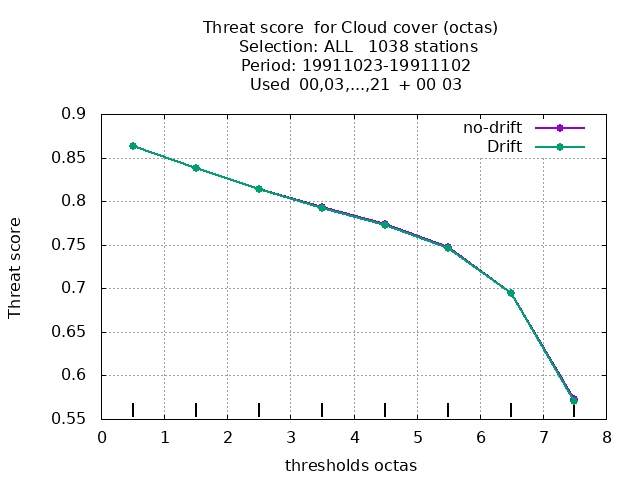 Threat score  for Cloud cover (octas)
Selection: ALL   1038 stations
Period: 19911023-19911102
Used  00,03,...,21  + 00 03
no-drift
Drift
0.9
0.85
0.8
0.75
0.7
0.65
0.6
0.55
Threat score
0 1 2 3 4 5 6 7 8
thresholds octas